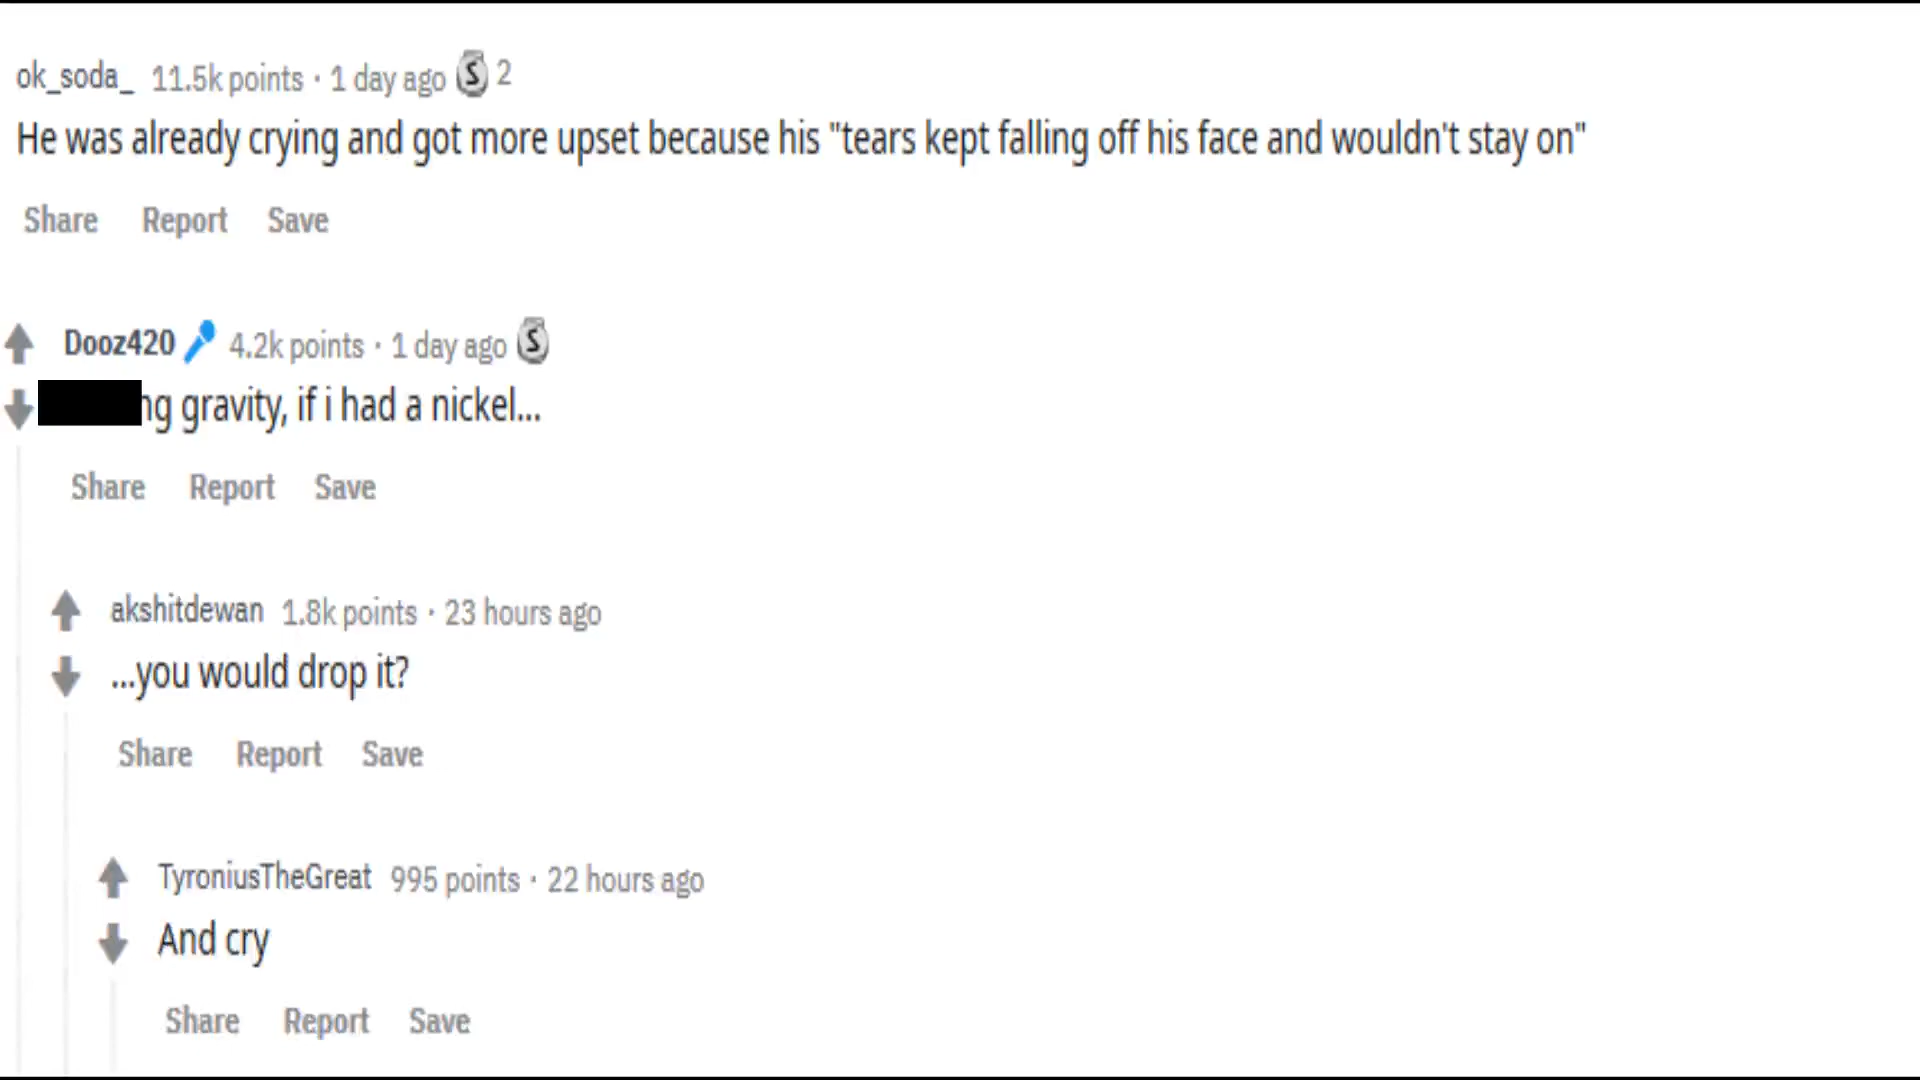 ok_soda_ 11.5k points · 1 day ago S 2
He was already crying and got more upset because his "tears kept falling off his face and wouldn't stay on"
Share Report Save
Dooz420 4.2k points · 1 day ago S
ng gravity, if i had a nickel...
Share Report Save
akshitdewan 1.8k points · 23 hours ago
...you would drop it?
Share Report Save
TyroniusTheGreat 995 points · 22 hours ago
And cry
Share Report Save